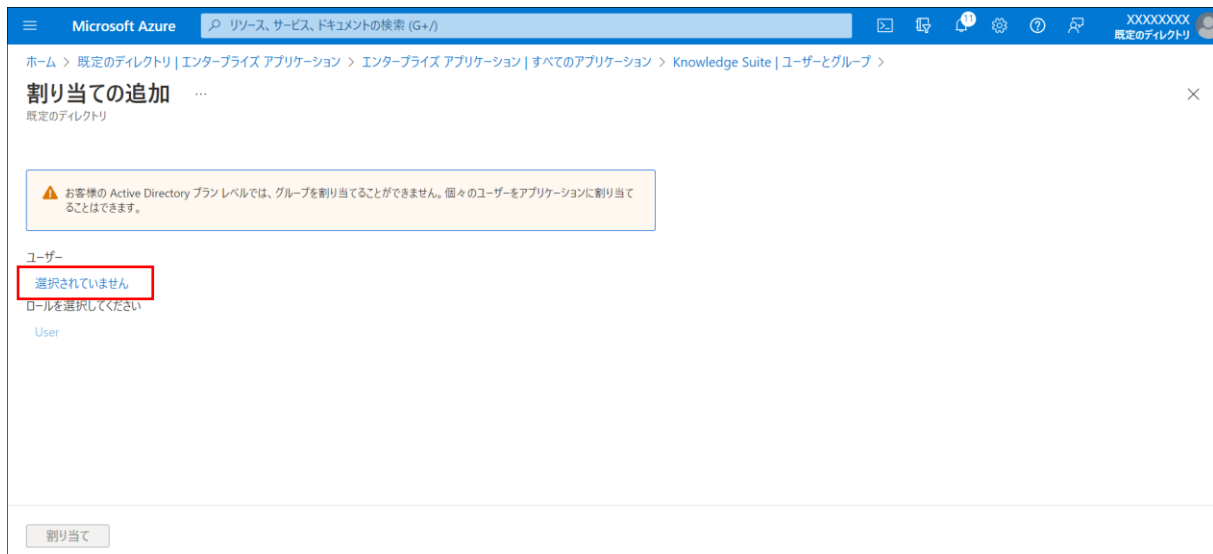 Microsoft Azure
リソース、サービス、ドキュメントの検索 (G+/)
11
XXXXXXXX
既定のディレクトリ
ホーム > 既定のディレクトリ | エンタープライズ アプリケーション > エンタープライズ アプリケーション | すべてのアプリケーション > Knowledge Suite | ユーザーとグループ >
割り当ての追加 …
既定のディレクトリ
お客様の Active Directory プラン レベルでは、グループを割り当てることができません。個々のユーザーをアプリケーションに割り当て
ることはできます。
ユーザー
選択されていません
ロールを選択してください
User
割り当て